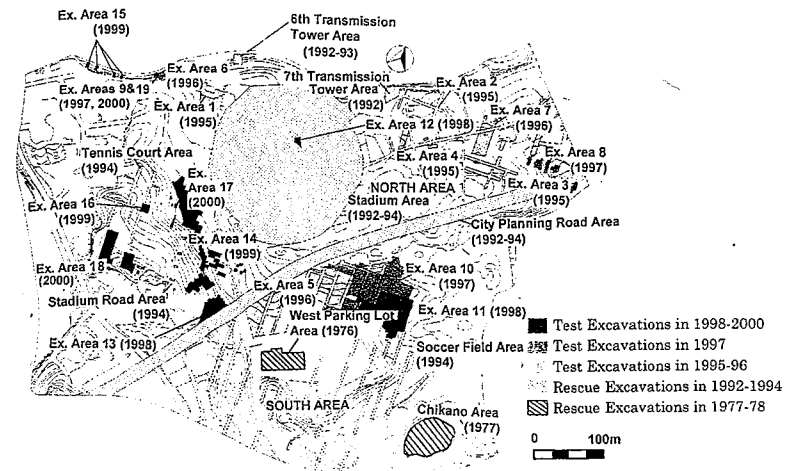 Ex. Area 15
(1999)
6th Transmission
Tower Area
(1992-93)
Ex. Area 6
(1996)
7th Transmission
Tower Area
(1992)
Ex. Area 2
(1995)
Ex. Areas 9&19
(1997, 2000)
Ex. Area 1
(1995)
Ex. Area 7
(1996)
Ex. Area 12 (1998)
Tennis Court Area
(1994)
Ex. Area 4
(1995)
Ex. Area 8
(1997)
Ex.
Area 17
(2000)
NORTH AREA
Ex. Area 3
(1995)
Stadium Area
(1992-94)
Ex. Area 16
(1999)
City Planning Road Area
(1992-94)
Ex. Area 14
(1999)
Ex. Area 18
(2000)
Ex. Area 10
(1997)
Ex. Area 5
(1996)
Stadium Road Area
(1994)
Ex. Area 11 (1998)
West Parking Lot
Area (1976)
Ex. Area 13 (1998)
Soccer Field Area
(1994)
SOUTH AREA
Chikano Area
(1977)
Test Excavations in 1998-2000
Test Excavations in 1997
Test Excavations in 1995-96
Rescue Excavations in 1992-1994
Rescue Excavations in 1977-78
0 100m